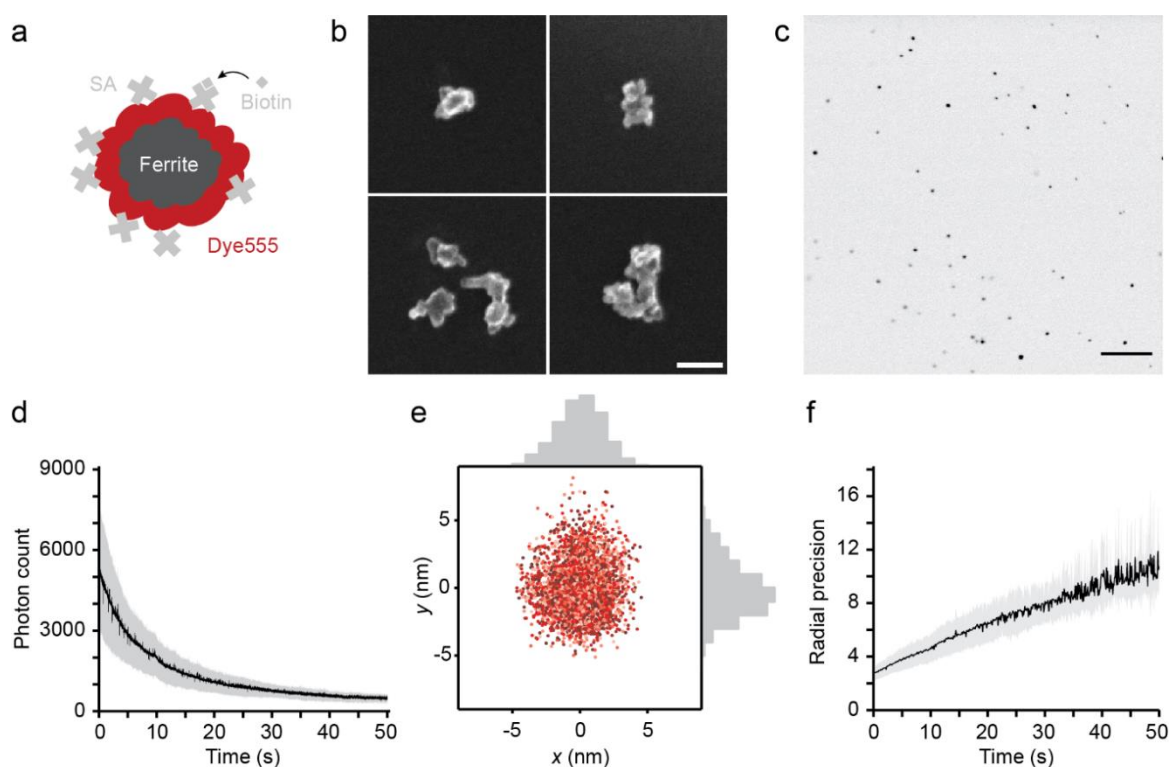 a
SA
Biotin
Ferrite
Dye555
b
c
d
9000
6000
3000
0
Photon count
0 10 20 30 40 50
Time (s)
e
5
0
-5
y (nm)
-5 0 5
x (nm)
f
16
12
8
4
0
Radial precision
0 10 20 30 40 50
Time (s)